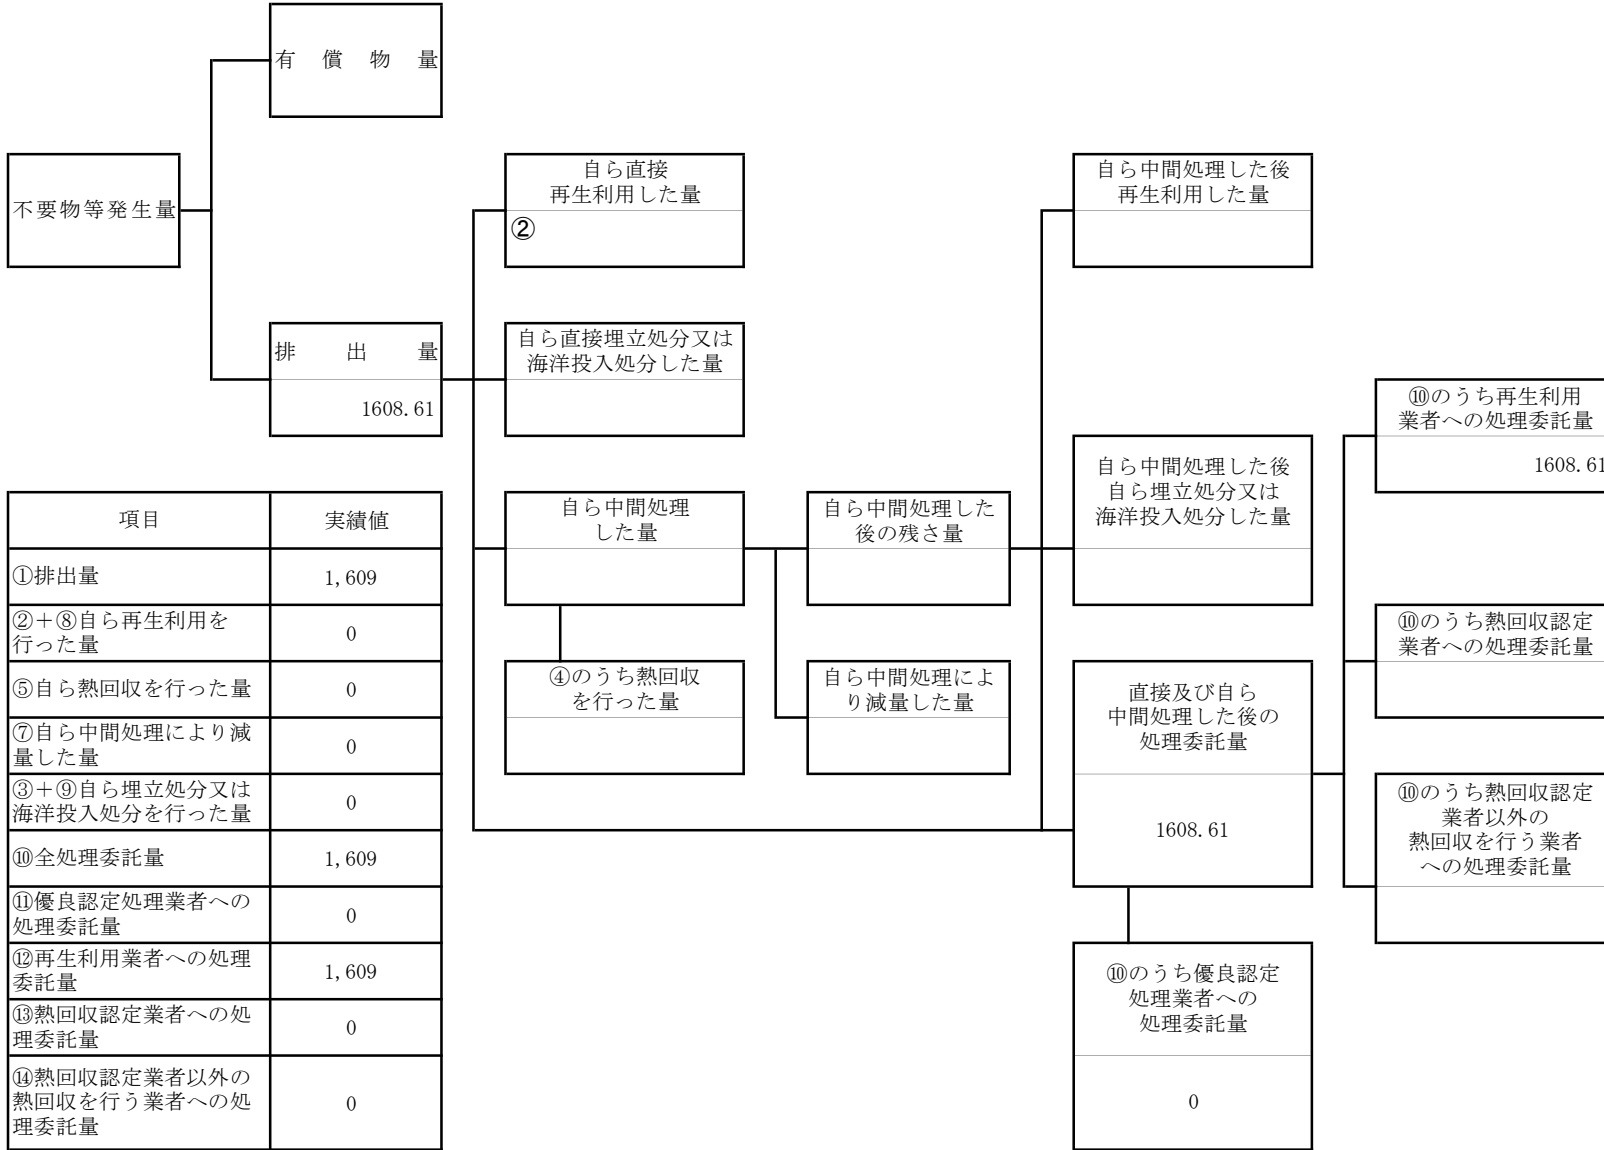 有償物量
不要物等発生量
自ら直接
再生利用した量
②
自ら中間処理した後
再生利用した量
排出量
1608.61
自ら直接埋立処分又は
海洋投入処分した量
⑩のうち再生利用
業者への処理委託量
1608.61
自ら中間処理した後
自ら埋立処分又は
海洋投入処分した量
自ら中間処理
した量
自ら中間処理した
後の残さ量
⑩のうち熱回収認定
業者への処理委託量
④のうち熱回収
を行った量
自ら中間処理によ
り減量した量
直接及び自ら
中間処理した後の
処理委託量
1608.61
⑩のうち熱回収認定
業者以外の
熱回収を行う業者
への処理委託量
⑩のうち優良認定
処理業者への
処理委託量
0
項目 実績値
①排出量 1,609
②＋⑧自ら再生利用を
行った量 0
⑤自ら熱回収を行った量 0
⑦自ら中間処理により減
量した量 0
③＋⑨自ら埋立処分又は
海洋投入処分を行った量 0
⑩全処理委託量 1,609
⑪優良認定処理業者への
処理委託量 0
⑫再生利用業者への処理
委託量 1,609
⑬熱回収認定業者への処
理委託量 0
⑭熱回収認定業者以外の
熱回収を行う業者への処
理委託量 0